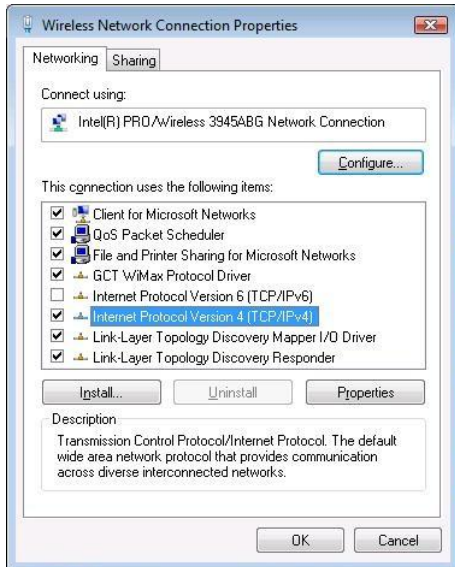 Wireless Network Connection Properties
Networking
Sharing
Connect using:
Intel(R) PRO/Wireless 3945ABG Network Connection
Configure...
This connection uses the following items:
Client for Microsoft Networks
QoS Packet Scheduler
File and Printer Sharing for Microsoft Networks
GCT WiMax Protocol Driver
Internet Protocol Version 6 (TCP/IPv6)
Internet Protocol Version 4 (TCP/IPv4)
Link-Layer Topology Discovery Mapper I/O Driver
Link-Layer Topology Discovery Responder
Install...
Uninstall
Properties
Description
Transmission Control Protocol/Internet Protocol. The default
wide area network protocol that provides communication
across diverse interconnected networks.
OK
Cancel